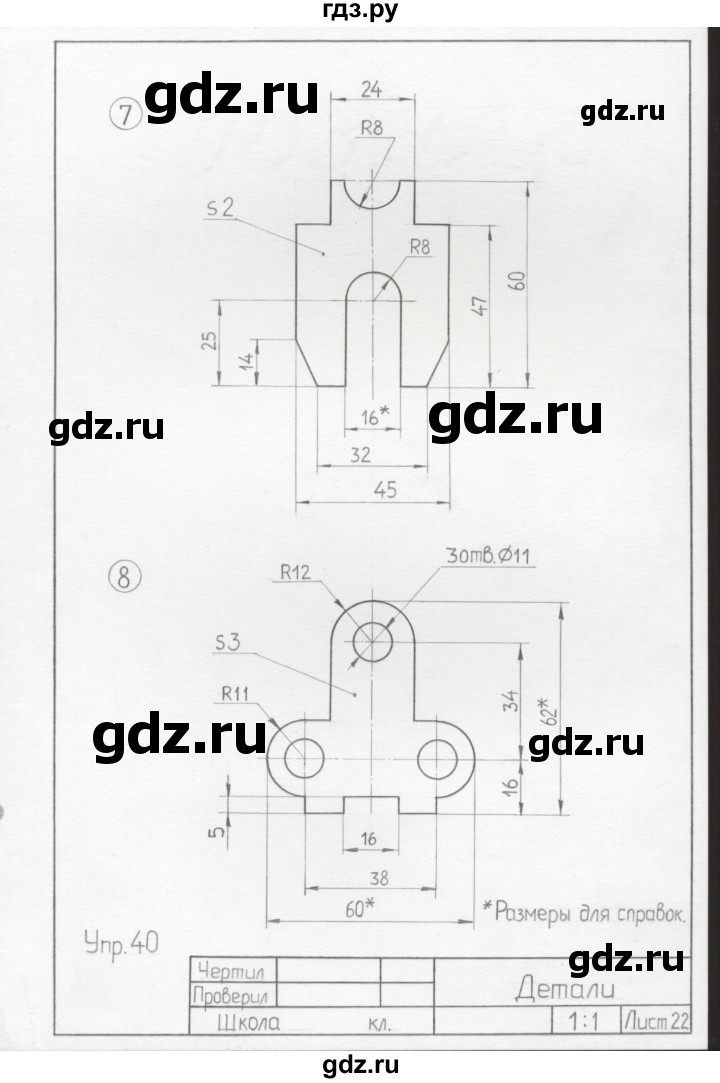 гдз.ру
7
gdz.ru
gdz.ru
24
R8
s2
R8
60
47
25
14
gdz.ru
gdz.ru
16*
32
45
8
R12
3отв.Ø11
s3
R11
34
62*
gdz.ru
gdz.ru
16
5
16
38
60*
*Размеры для справок.
Упр.40
gdz.ru
Чертил
Проверил
Детали
Школа кл.
1:1
Лист 22
gdz.ru